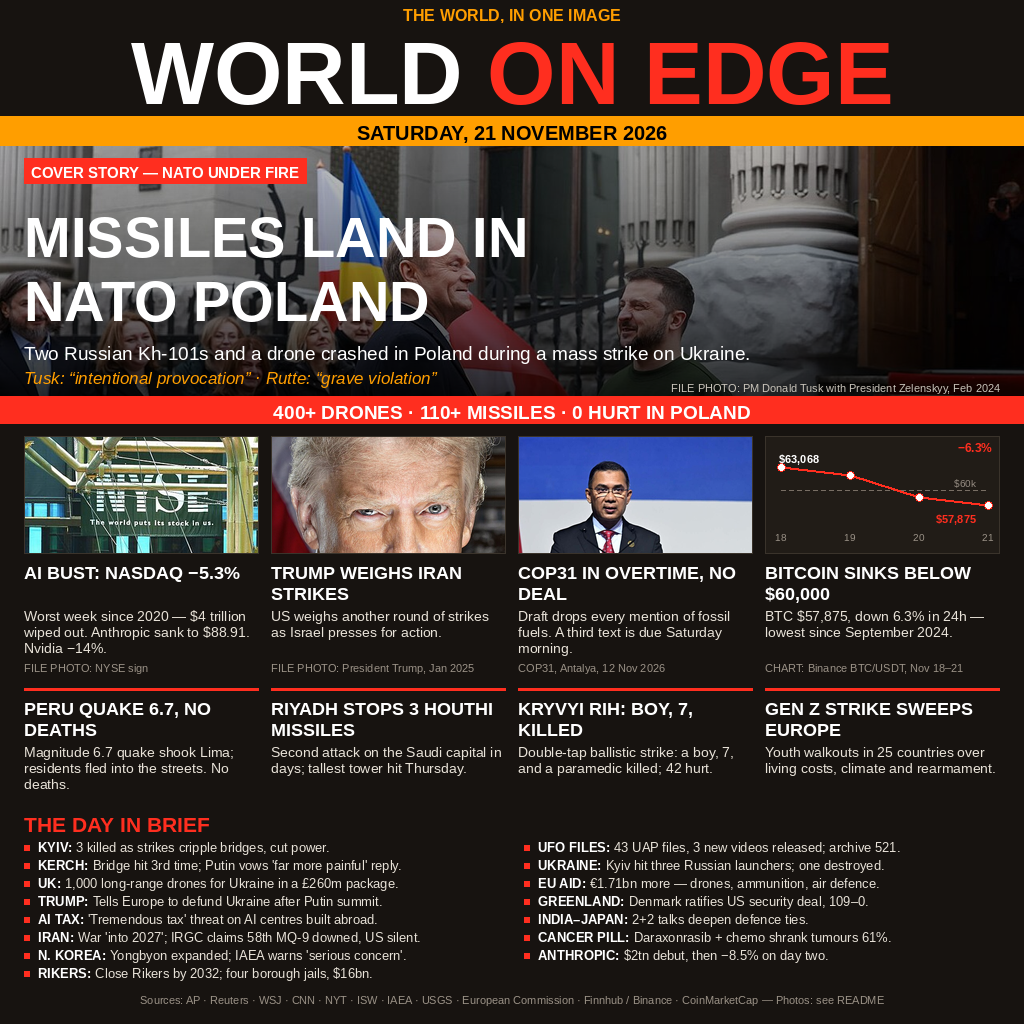 THE WORLD, IN ONE IMAGE
WORLD ON EDGE
SATURDAY, 21 NOVEMBER 2026
COVER STORY — NATO UNDER FIRE
MISSILES LAND IN
NATO POLAND
Two Russian Kh-101s and a drone crashed in Poland during a mass strike on Ukraine.
Tusk: “intentional provocation” · Rutte: “grave violation”
FILE PHOTO: PM Donald Tusk with President Zelenskyy, Feb 2024
400+ DRONES · 110+ MISSILES · 0 HURT IN POLAND
NYSE
The world puts its stock in us.
AI BUST: NASDAQ −5.3%
Worst week since 2020 — $4 trillion
wiped out. Anthropic sank to $88.91.
Nvidia −14%.
FILE PHOTO: NYSE sign
TRUMP WEIGHS IRAN
STRIKES
US weighs another round of strikes
as Israel presses for action.
FILE PHOTO: President Trump, Jan 2025
COP31 IN OVERTIME, NO
DEAL
Draft drops every mention of fossil
fuels. A third text is due Saturday
morning.
COP31, Antalya, 12 Nov 2026
−6.3%
$63,068
$60k
$57,875
18 19 20 21
BITCOIN SINKS BELOW
$60,000
BTC $57,875, down 6.3% in 24h —
lowest since September 2024.
CHART: Binance BTC/USDT, Nov 18–21
PERU QUAKE 6.7, NO
DEATHS
Magnitude 6.7 quake shook Lima;
residents fled into the streets. No
deaths.
RIYADH STOPS 3 HOUTHI
MISSILES
Second attack on the Saudi capital in
days; tallest tower hit Thursday.
KRYVYI RIH: BOY, 7,
KILLED
Double-tap ballistic strike: a boy, 7,
and a paramedic killed; 42 hurt.
GEN Z STRIKE SWEEPS
EUROPE
Youth walkouts in 25 countries over
living costs, climate and rearmament.
THE DAY IN BRIEF
KYIV: 3 killed as strikes cripple bridges, cut power.
KERCH: Bridge hit 3rd time; Putin vows 'far more painful' reply.
UK: 1,000 long-range drones for Ukraine in a £260m package.
TRUMP: Tells Europe to defund Ukraine after Putin summit.
AI TAX: 'Tremendous tax' threat on AI centres built abroad.
IRAN: War 'into 2027'; IRGC claims 58th MQ-9 downed, US silent.
N. KOREA: Yongbyon expanded; IAEA warns 'serious concern'.
RIKERS: Close Rikers by 2032; four borough jails, $16bn.
UFO FILES: 43 UAP files, 3 new videos released; archive 521.
UKRAINE: Kyiv hit three Russian launchers; one destroyed.
EU AID: €1.71bn more — drones, ammunition, air defence.
GREENLAND: Denmark ratifies US security deal, 109–0.
INDIA–JAPAN: 2+2 talks deepen defence ties.
CANCER PILL: Daraxonrasib + chemo shrank tumours 61%.
ANTHROPIC: $2tn debut, then −8.5% on day two.
Sources: AP · Reuters · WSJ · CNN · NYT · ISW · IAEA · USGS · European Commission · Finnhub / Binance · CoinMarketCap — Photos: see README